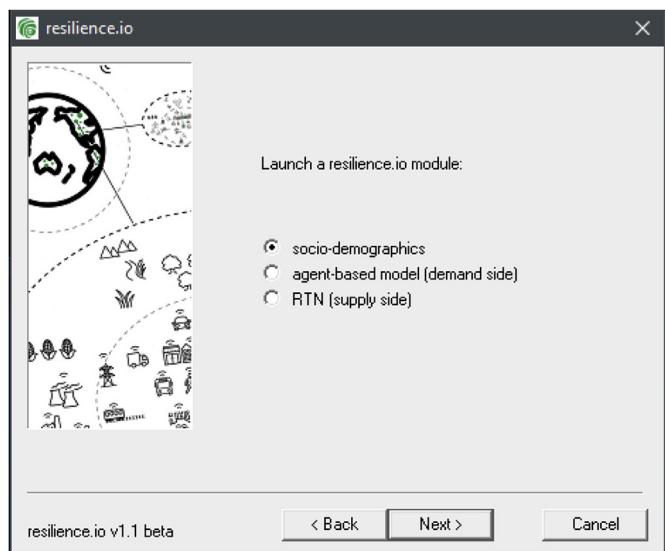 resilience.io
Launch a resilience.io module:
socio-demographics
agent-based model (demand side)
RTN (supply side)
resilience.io v1.1 beta
< Back
Next >
Cancel